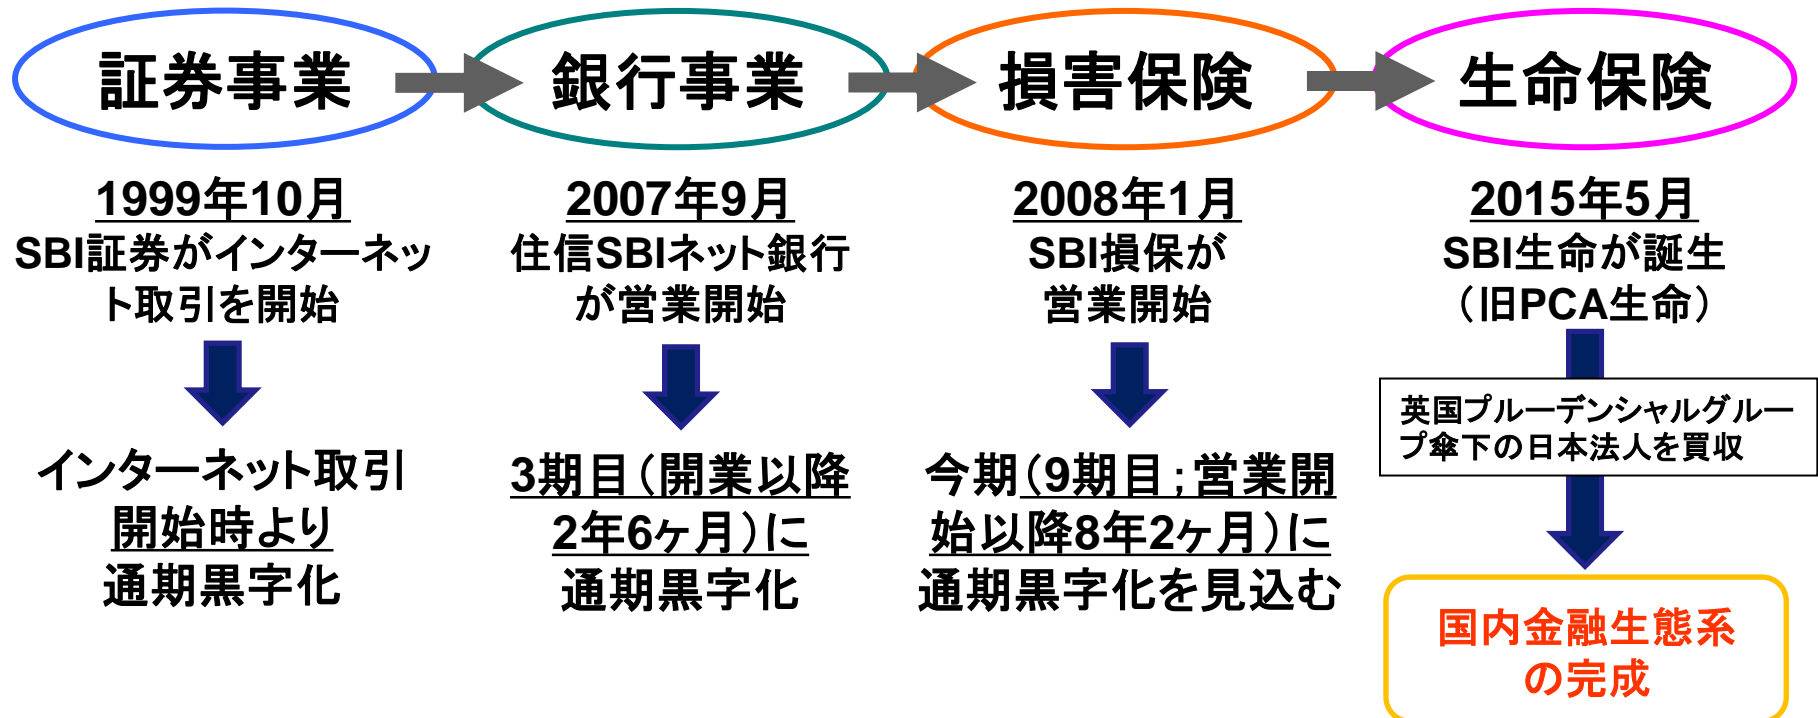 証券事業
銀行事業
損害保険
生命保険
1999年10月
SBI証券がインターネッ
ト取引を開始
インターネット取引
開始時より
通期黒字化
2007年9月
住信SBIネット銀行
が営業開始
3期目(開業以降
2年6ヶ月)に
通期黒字化
2008年1月
SBI損保が
営業開始
今期(9期目;営業開
始以降8年2ヶ月)に
通期黒字化を見込む
2015年5月
SBI生命が誕生
(旧PCA生命)
英国プルーデンシャルグルー
プ傘下の日本法人を買収
国内金融生態系
の完成